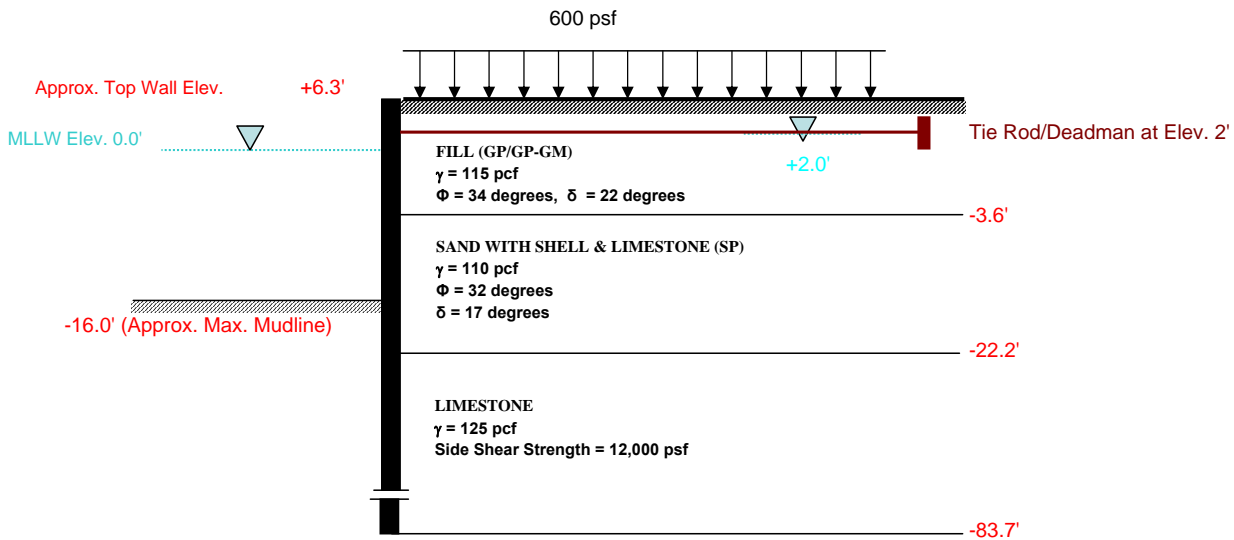 600 psf
Approx. Top Wall Elev. +6.3'
MLLW Elev. 0.0'
Tie Rod/Deadman at Elev. 2'
+2.0'
FILL (GP/GP-GM)
γ = 115 pcf
Φ = 34 degrees, δ = 22 degrees
-3.6'
SAND WITH SHELL & LIMESTONE (SP)
γ = 110 pcf
Φ = 32 degrees
δ = 17 degrees
-16.0' (Approx. Max. Mudline)
-22.2'
LIMESTONE
γ = 125 pcf
Side Shear Strength = 12,000 psf
-83.7'